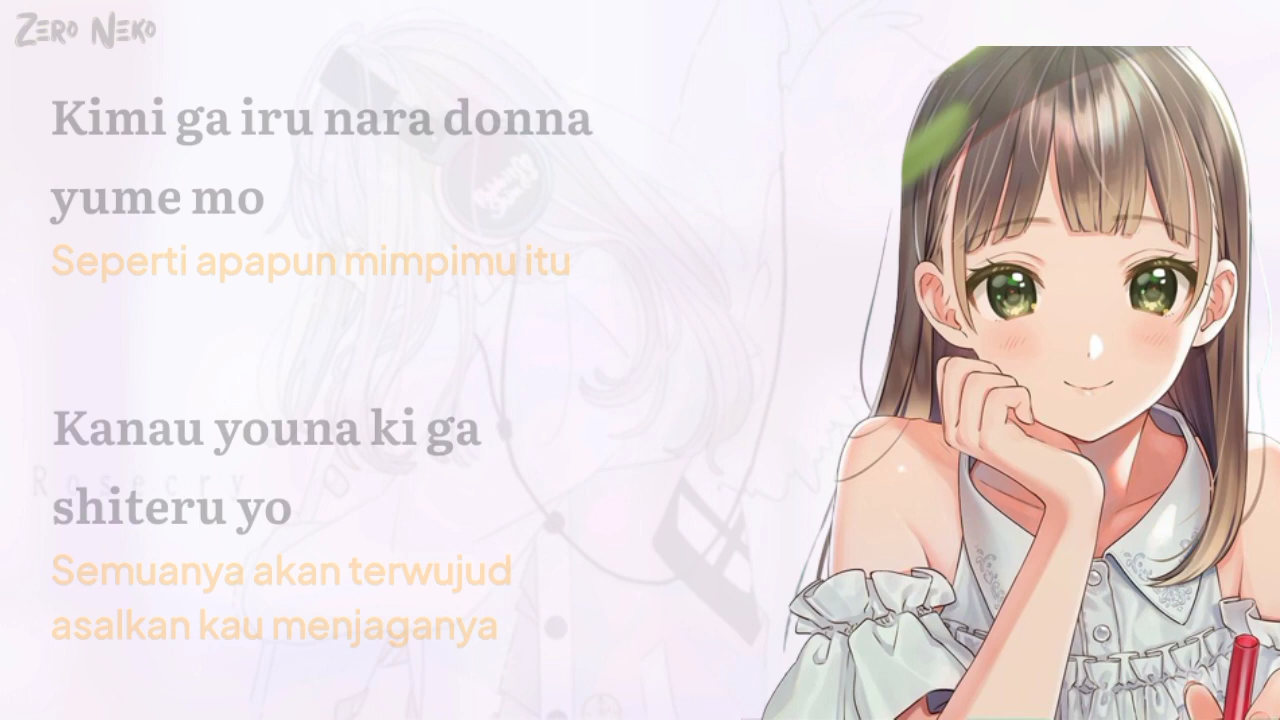 Zero Neko
Kimi ga iru nara donna
yume mo
Seperti apapun mimpimu itu
Kanau youna ki ga
Rosecry
shiteru yo
Semuanya akan terwujud
asalkan kau menjaganya